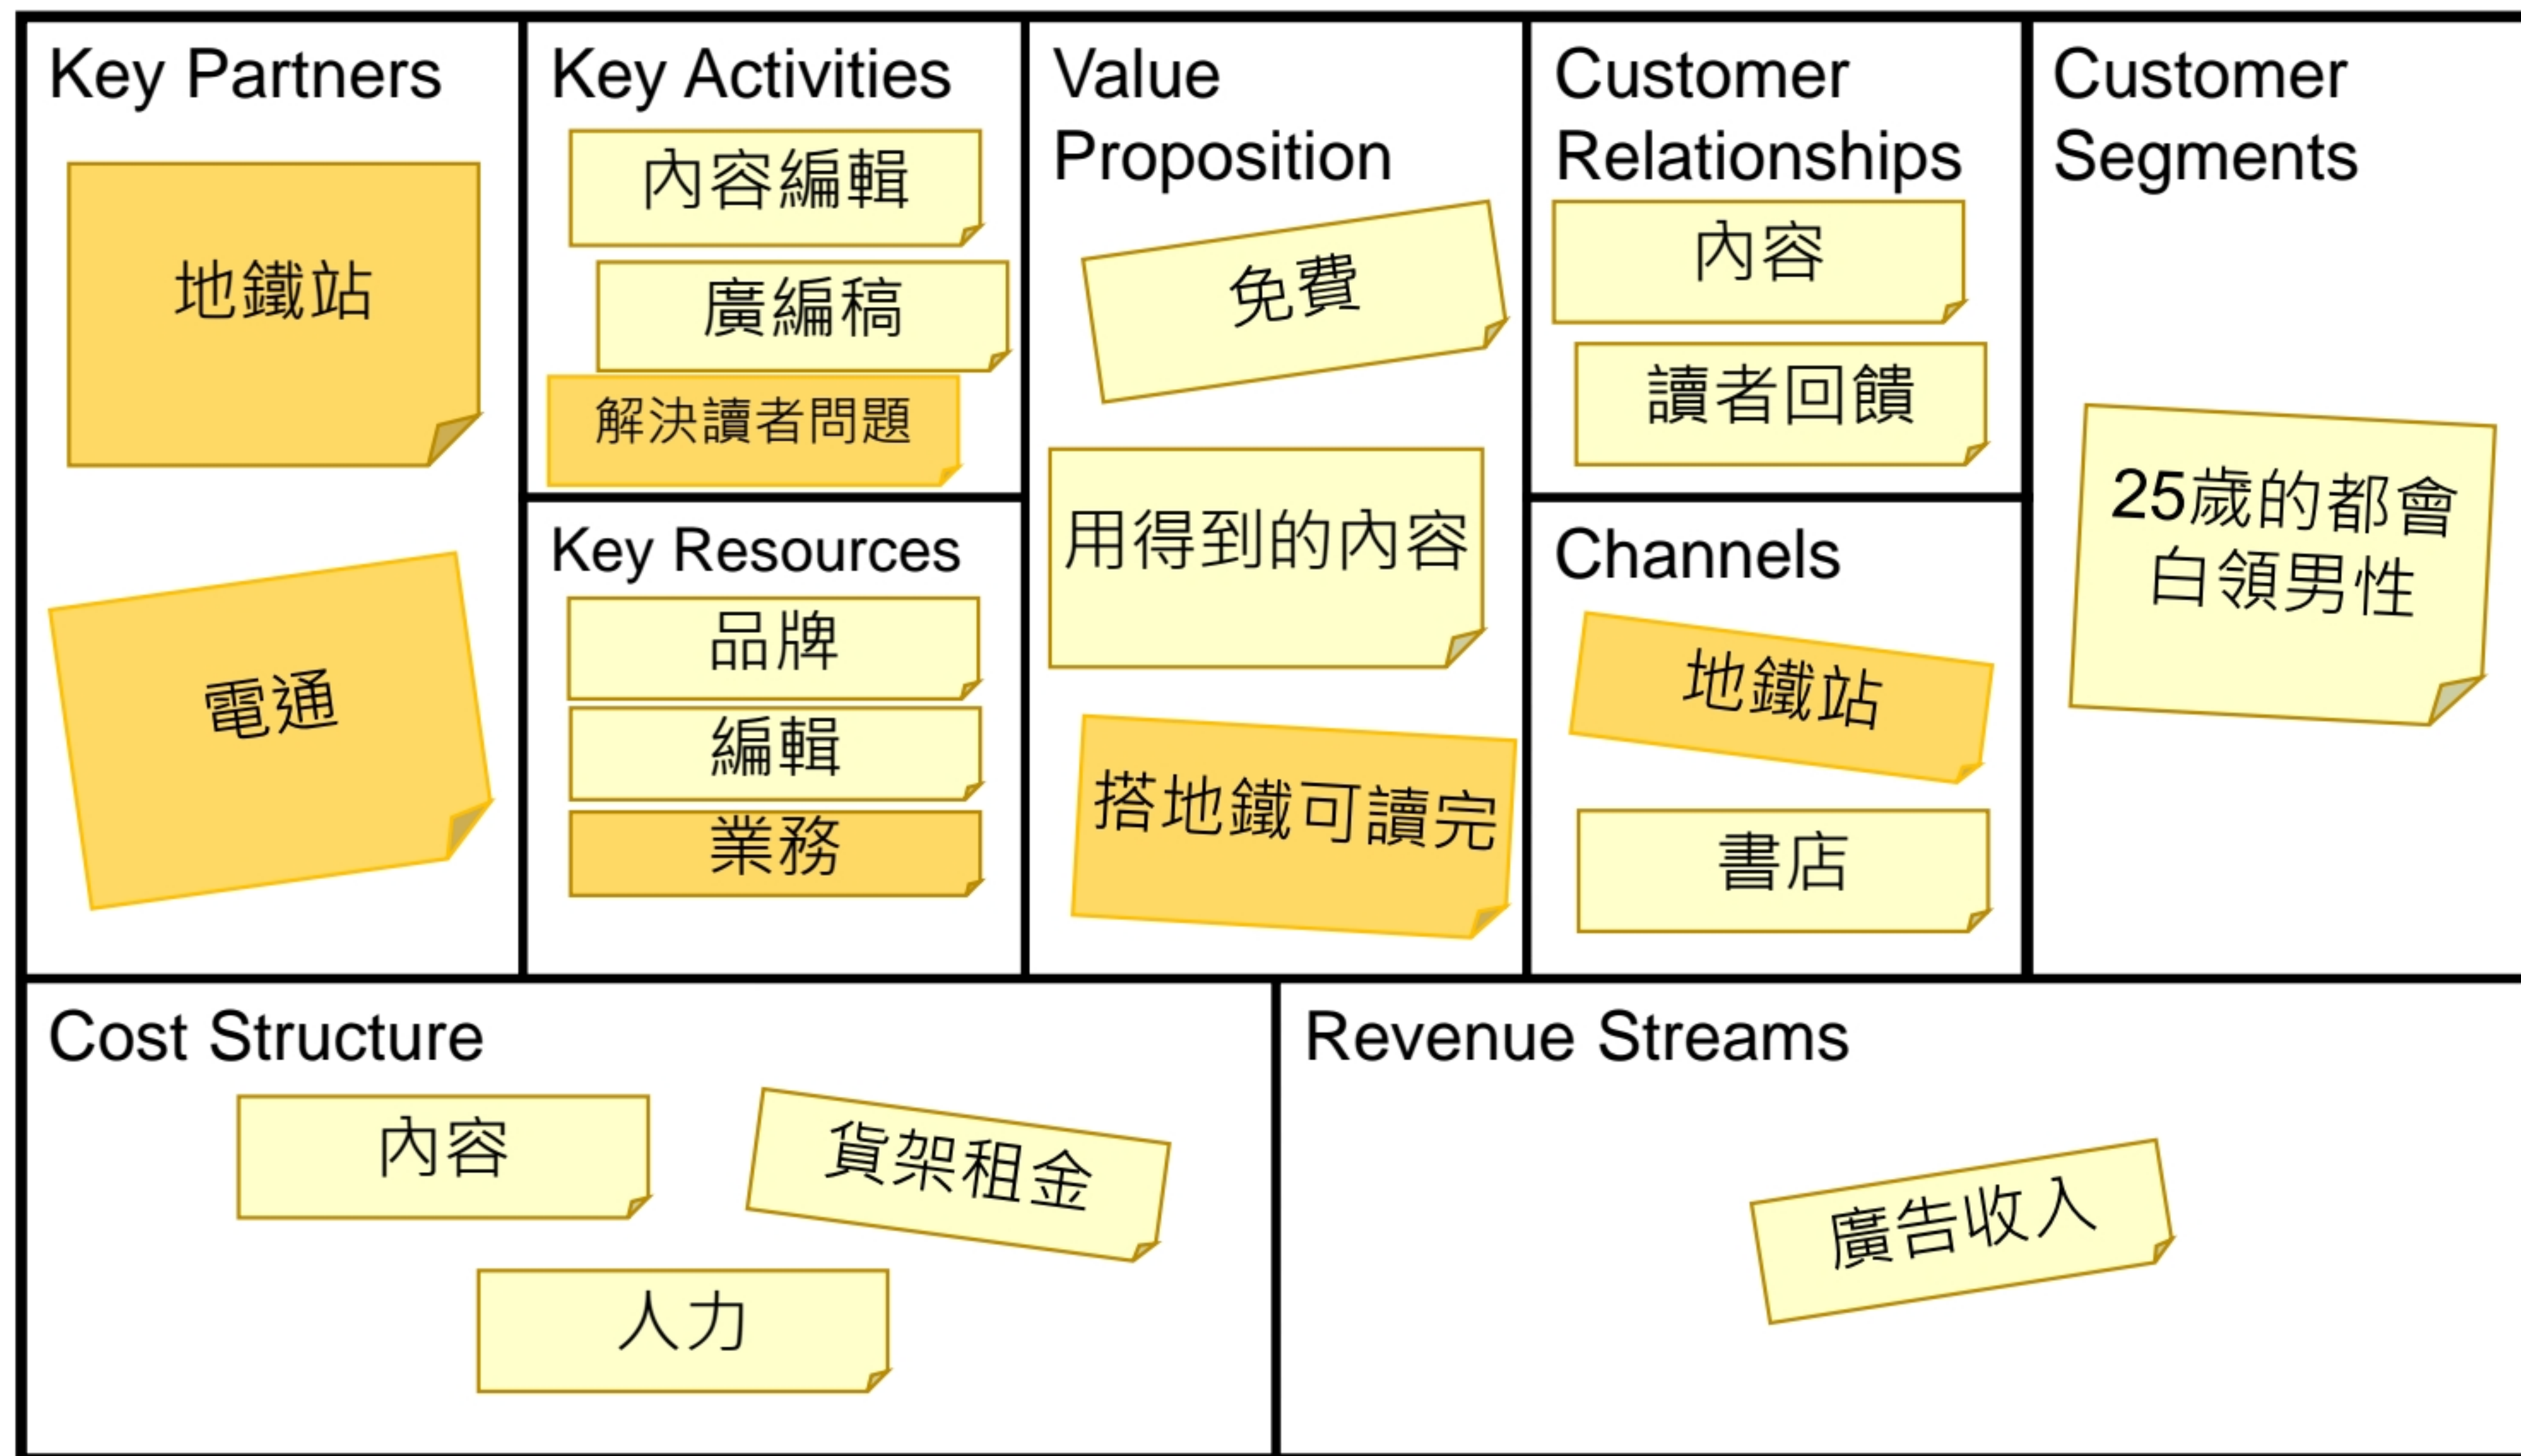 Key Partners
地鐵站
電通
Key Activities
內容編輯
廣編稿
解決讀者問題
Key Resources
品牌
編輯
業務
Value
Proposition
免費
用得到的內容
搭地鐵可讀完
Customer
Relationships
內容
讀者回饋
Channels
地鐵站
書店
Customer
Segments
25歲的都會
白領男性
Cost Structure
內容
貨架租金
人力
Revenue Streams
廣告收入